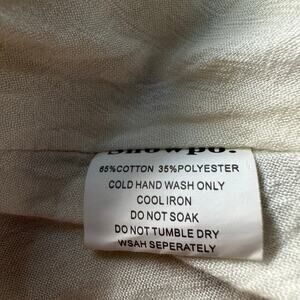 Showpo.
65%COTTON 35%POLYESTER
COLD HAND WASH ONLY
COOL IRON
DO NOT SOAK
DO NOT TUMBLE DRY
WSAH SEPERATELY